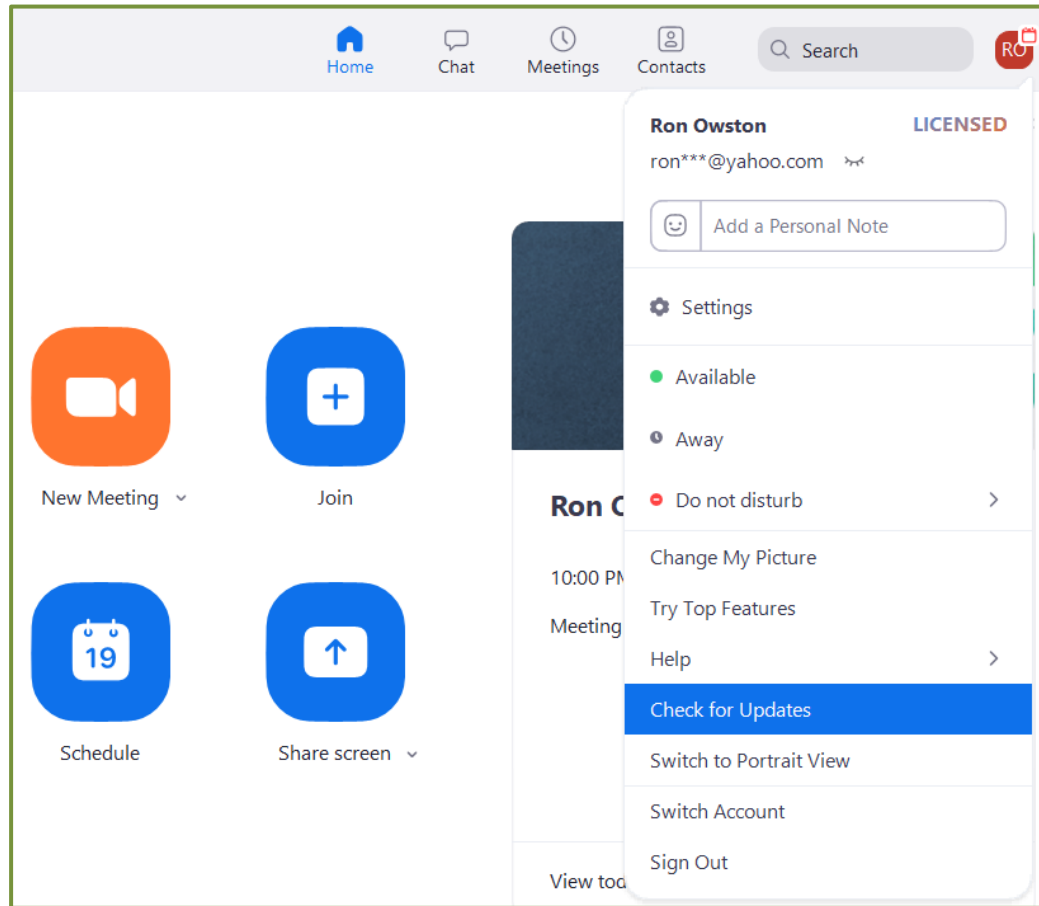 Home
Chat
Meetings
Contacts
Search
RO
Ron Owston
LICENSED
ron***@yahoo.com
Add a Personal Note
Settings
Available
Away
Do not disturb
Change My Picture
Try Top Features
Help
Check for Updates
Switch to Portrait View
Switch Account
Sign Out
New Meeting
Join
19
Schedule
Share screen
Ron
10:00
Meeting
View